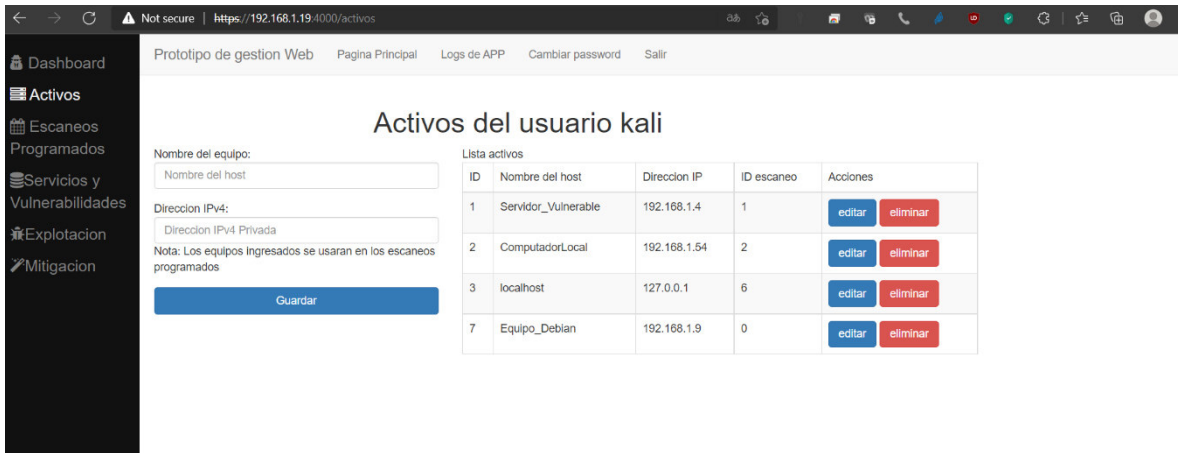 Not secure | https://192.168.1.19:4000/activos
Prototipo de gestion Web Pagina Principal Logs de APP Cambiar password Salir
Dashboard
Activos
Escaneos
Programados
Servicios y
Vulnerabilidades
Explotacion
Mitigacion
Activos del usuario kali
Nombre del equipo:
Nombre del host
Direccion IPv4:
Direccion IPv4 Privada
Nota: Los equipos ingresados se usaran en los escaneos
programados
Guardar
Lista activos
ID Nombre del host Direccion IP ID escaneo Acciones
1 Servidor_Vulnerable 192.168.1.4 1 editar eliminar
2 ComputadorLocal 192.168.1.54 2 editar eliminar
3 localhost 127.0.0.1 6 editar eliminar
7 Equipo_Debian 192.168.1.9 0 editar eliminar